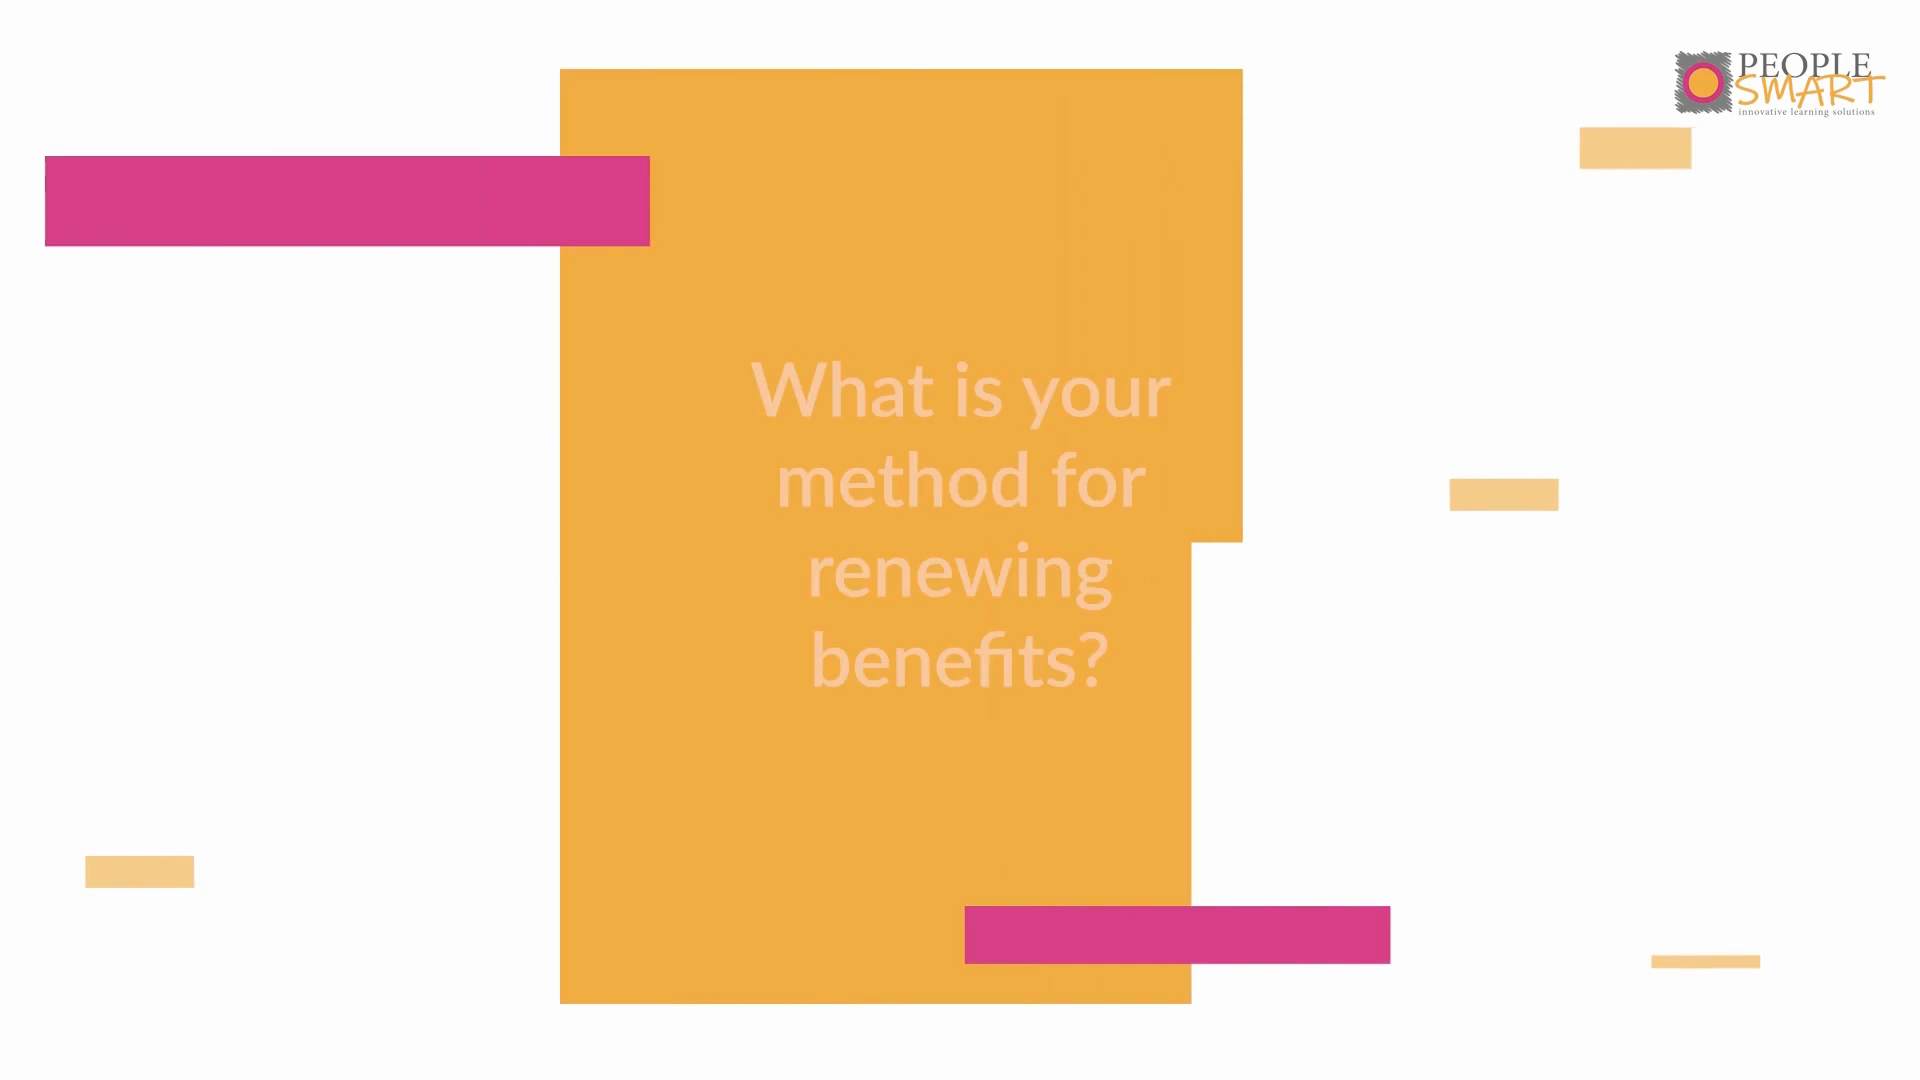 PEOPLE
SMART
innovative learning solutions
What is your
method for
renewing
benefits?